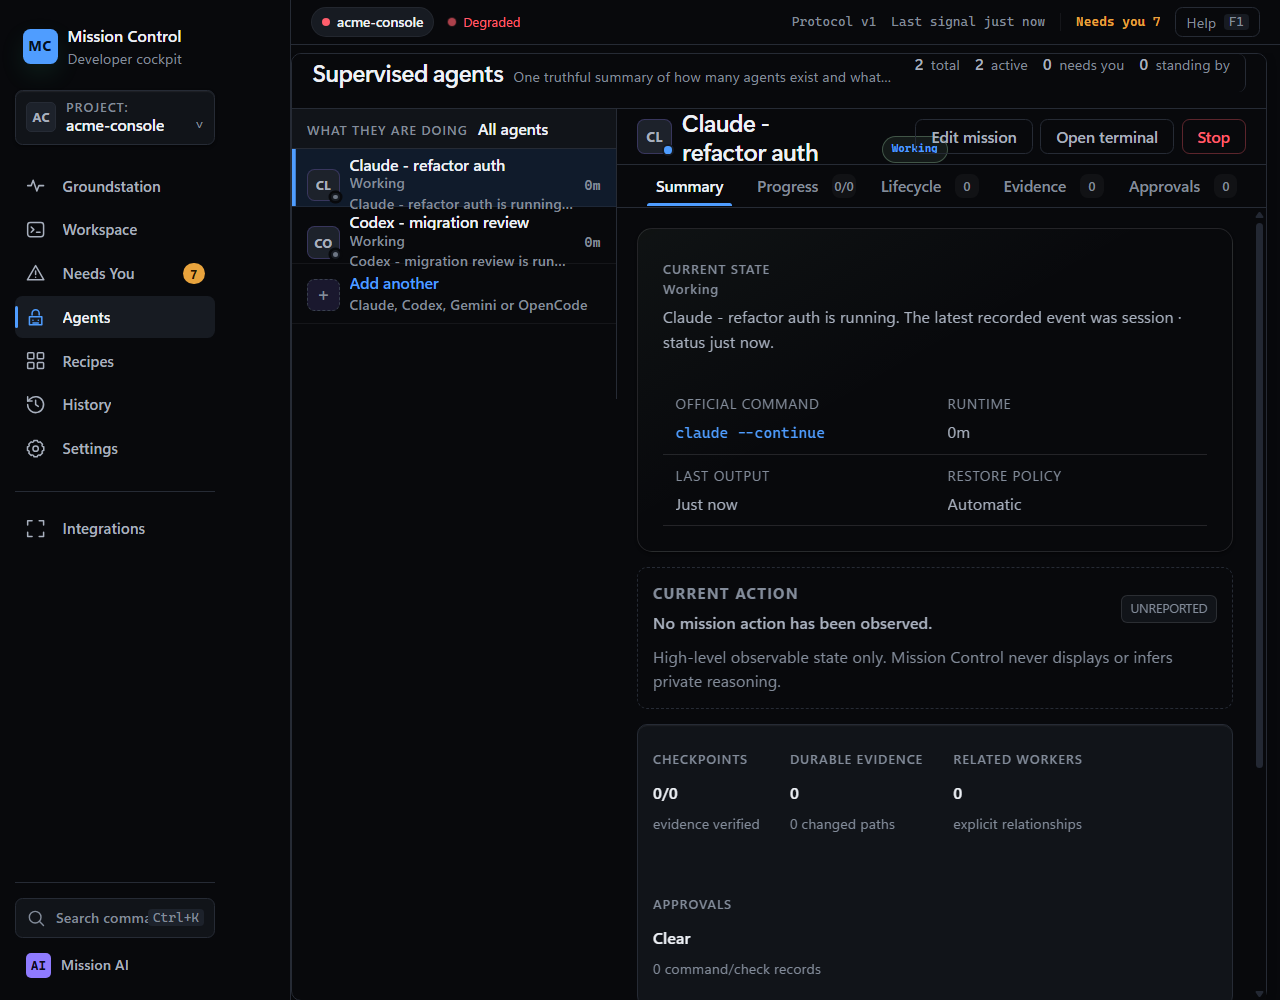 MC
Mission Control
Developer cockpit
AC
PROJECT:
acme-console
Groundstation
Workspace
Needs You
7
Agents
Recipes
History
Settings
Integrations
Search comma
Ctrl+K
AI
Mission AI
acme-console
Degraded
Protocol v1
Last signal just now
Needs you 7
Help
F1
Supervised agents
One truthful summary of how many agents exist and what...
2 total
2 active
0 needs you
0 standing by
WHAT THEY ARE DOING
All agents
CL
Claude - refactor auth
Working
0m
Claude - refactor auth is running...
CO
Codex - migration review
Working
0m
Codex - migration review is run...
+
Add another
Claude, Codex, Gemini or OpenCode
CL
Claude -
refactor auth
Working
Edit mission
Open terminal
Stop
Summary
Progress 0/0
Lifecycle 0
Evidence 0
Approvals 0
CURRENT STATE
Working
Claude - refactor auth is running. The latest recorded event was session ·
status just now.
OFFICIAL COMMAND
claude --continue
RUNTIME
0m
LAST OUTPUT
Just now
RESTORE POLICY
Automatic
CURRENT ACTION
No mission action has been observed.
UNREPORTED
High-level observable state only. Mission Control never displays or infers
private reasoning.
CHECKPOINTS
0/0
evidence verified
DURABLE EVIDENCE
0
0 changed paths
RELATED WORKERS
0
explicit relationships
APPROVALS
Clear
0 command/check records